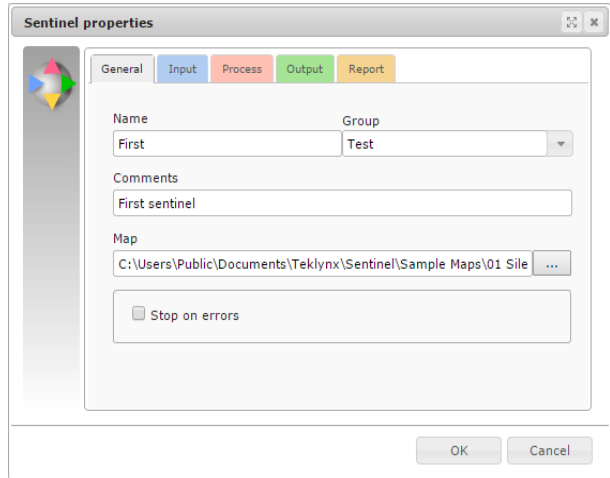 Sentinel properties
General Input Process Output Report
Name Group
First Test
Comments
First sentinel
Map
C:\Users\Public\Documents\Teklynx\Sentinel\Sample Maps\01 Sile ...
Stop on errors
OK Cancel